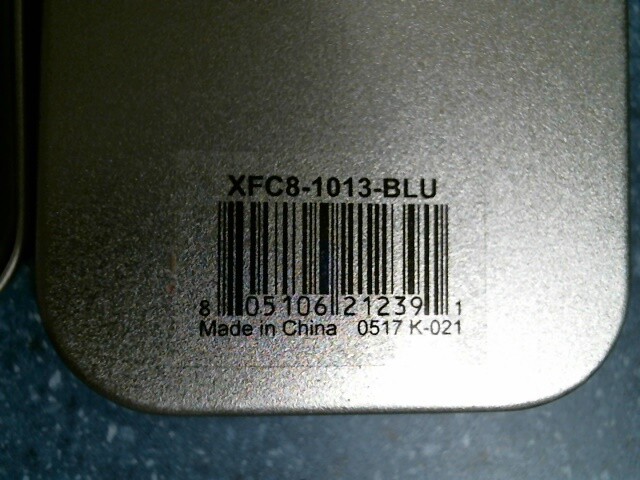 XFC8-1013-BLU
8 05106 21239 1
Made in China 0517 K-021